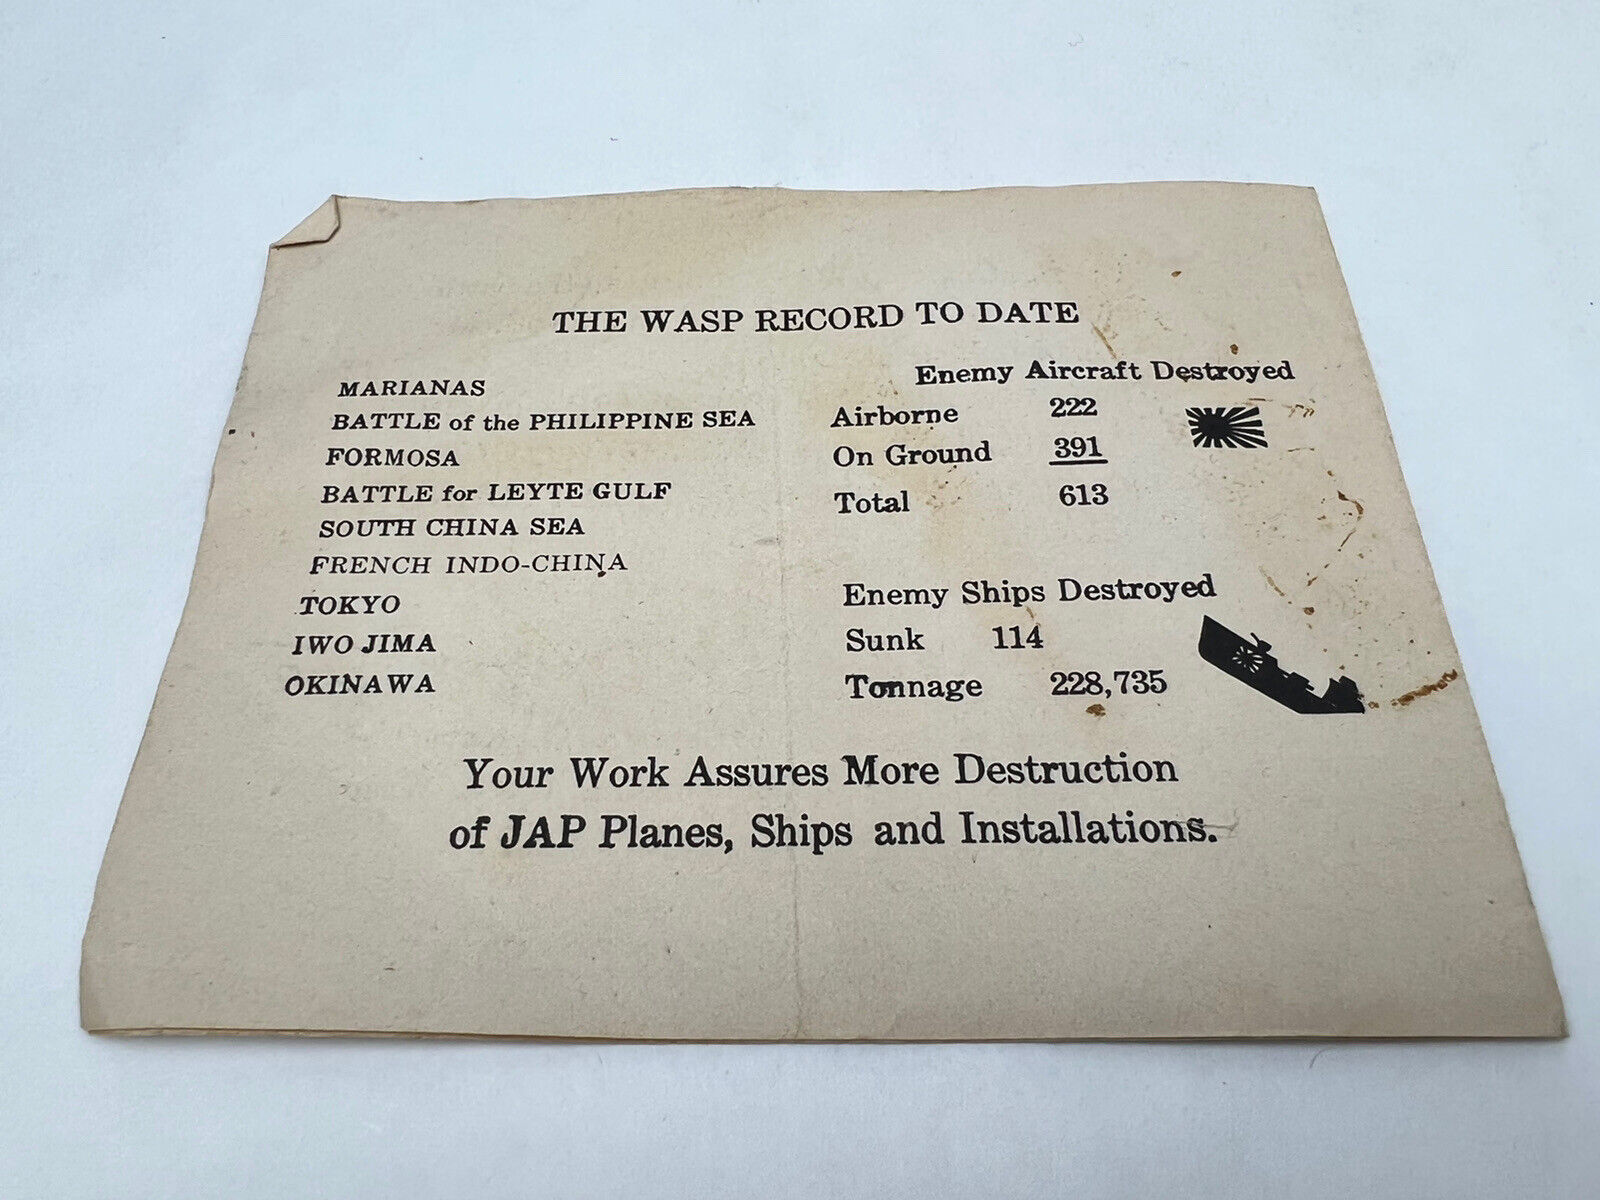 THE WASP RECORD TO DATE
MARIANAS
BATTLE of the PHILIPPINE SEA
FORMOSA
BATTLE for LEYTE GULF
SOUTH CHINA SEA
FRENCH INDO-CHINA
TOKYO
IWO JIMA
OKINAWA
Enemy Aircraft Destroyed
Airborne 222
On Ground 391
Total 613
Enemy Ships Destroyed
Sunk 114
Tonnage 228,735
Your Work Assures More Destruction
of JAP Planes, Ships and Installations.